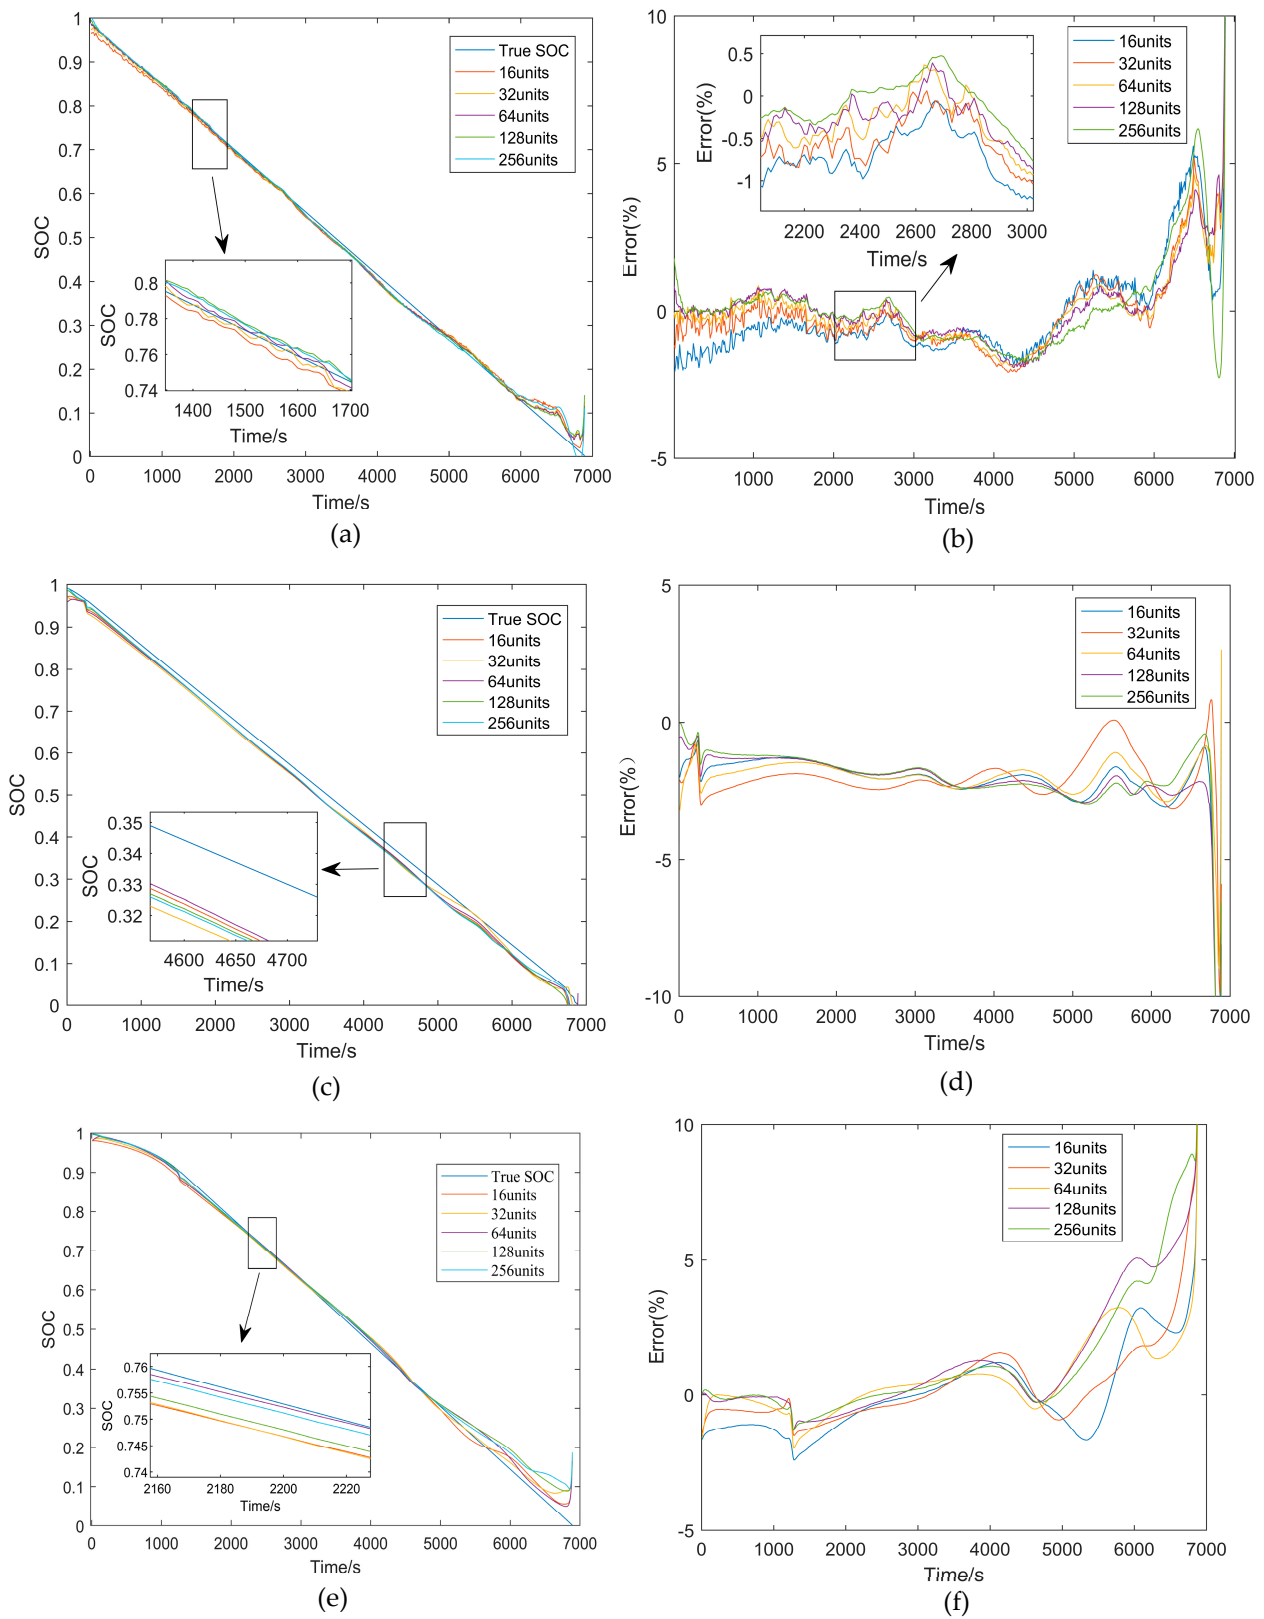 1
0.9
0.8
0.7
0.6
0.5
0.4
0.3
0.2
0.1
0
SOC
0 1000 2000 3000 4000 5000 6000 7000
Time/s
True SOC
16units
32units
64units
128units
256units
0.8
0.78
0.76
0.74
SOC
1400 1500 1600 1700
Time/s
(a)
10
5
0
-5
Error(%)
1000 2000 3000 4000 5000 6000 7000
Time/s
16units
32units
64units
128units
256units
0.5
0
-0.5
-1
Error(%)
2200 2400 2600 2800 3000
Time/s
(b)
1
0.9
0.8
0.7
0.6
0.5
0.4
0.3
0.2
0.1
0
SOC
0 1000 2000 3000 4000 5000 6000 7000
Time/s
True SOC
16units
32units
64units
128units
256units
0.35
0.34
0.33
0.32
SOC
4600 4650 4700
Time/s
(c)
5
0
-5
-10
Error(%)
0 1000 2000 3000 4000 5000 6000 7000
Time/s
16units
32units
64units
128units
256units
(d)
1
0.9
0.8
0.7
0.6
0.5
0.4
0.3
0.2
0.1
0
SOC
0 1000 2000 3000 4000 5000 6000 7000
Time/s
True SOC
16units
32units
64units
128units
256units
0.76
0.755
0.75
0.745
0.74
SOC
2160 2180 2200 2220
Time/s
(e)
10
5
0
-5
Error(%)
0 1000 2000 3000 4000 5000 6000 7000
Time/s
16units
32units
64units
128units
256units
(f)